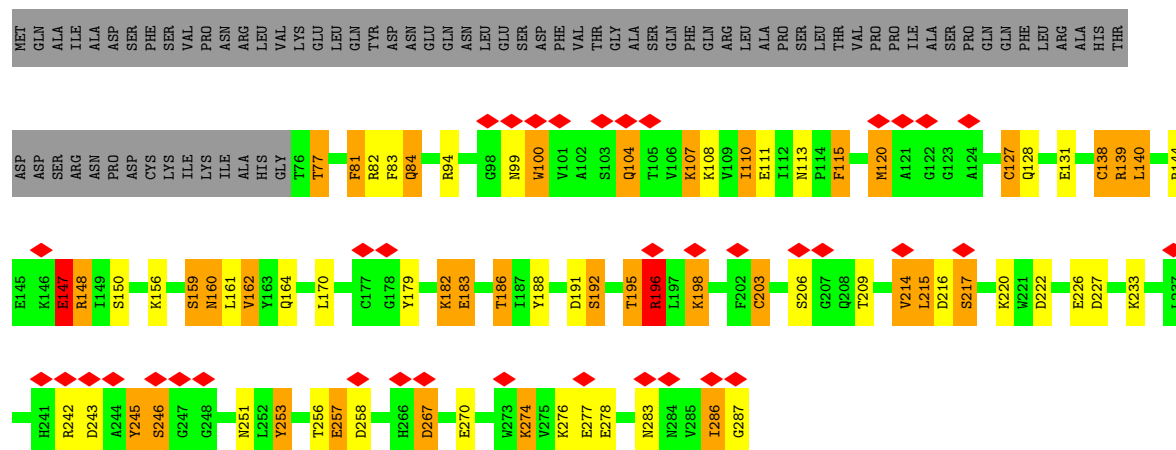 MET GLN ALA ILE ALA ASP SER PHE SER VAL PRO ASN ARG LEU VAL LYS GLU LEU GLN TYR ASP ASN GLU GLN ASN LEU GLU SER ASP PHE VAL THR GLY ALA SER GLN PHE GLN ARG LEU ALA PRO SER LEU THR VAL PRO PRO ILE ALA SER PRO GLN GLN PHE LEU ARG ALA HIS THR
ASP ASP SER ARG ASN PRO ASP CYS LYS ILE LYS ILE ALA HIS GLY T76 T77 F81 R82 F83 Q84 R94 G98 N99 W100 V101 A102 S103 Q104 T105 V106 K107 K108 V109 I110 E111 I112 N113 P114 F115 M120 A121 G122 G123 A124 C127 Q128 E131 C138 R139 L140
E145 K146 E147 R148 I149 S150 K156 S159 N160 L161 V162 Y163 Q164 L170 C177 G178 Y179 K182 E183 T186 I187 Y188 D191 S192 T195 R196 L197 K198 F202 C203 S206 G207 Q208 T209 V214 L215 D216 S217 K220 W221 D222 E226 D227 K233
H241 R242 D243 A244 Y245 S246 G247 G248 N251 L252 Y253 T256 E257 D258 H266 D267 E270 W273 K274 V275 K276 E277 E278 N283 N284 V285 I286 G287